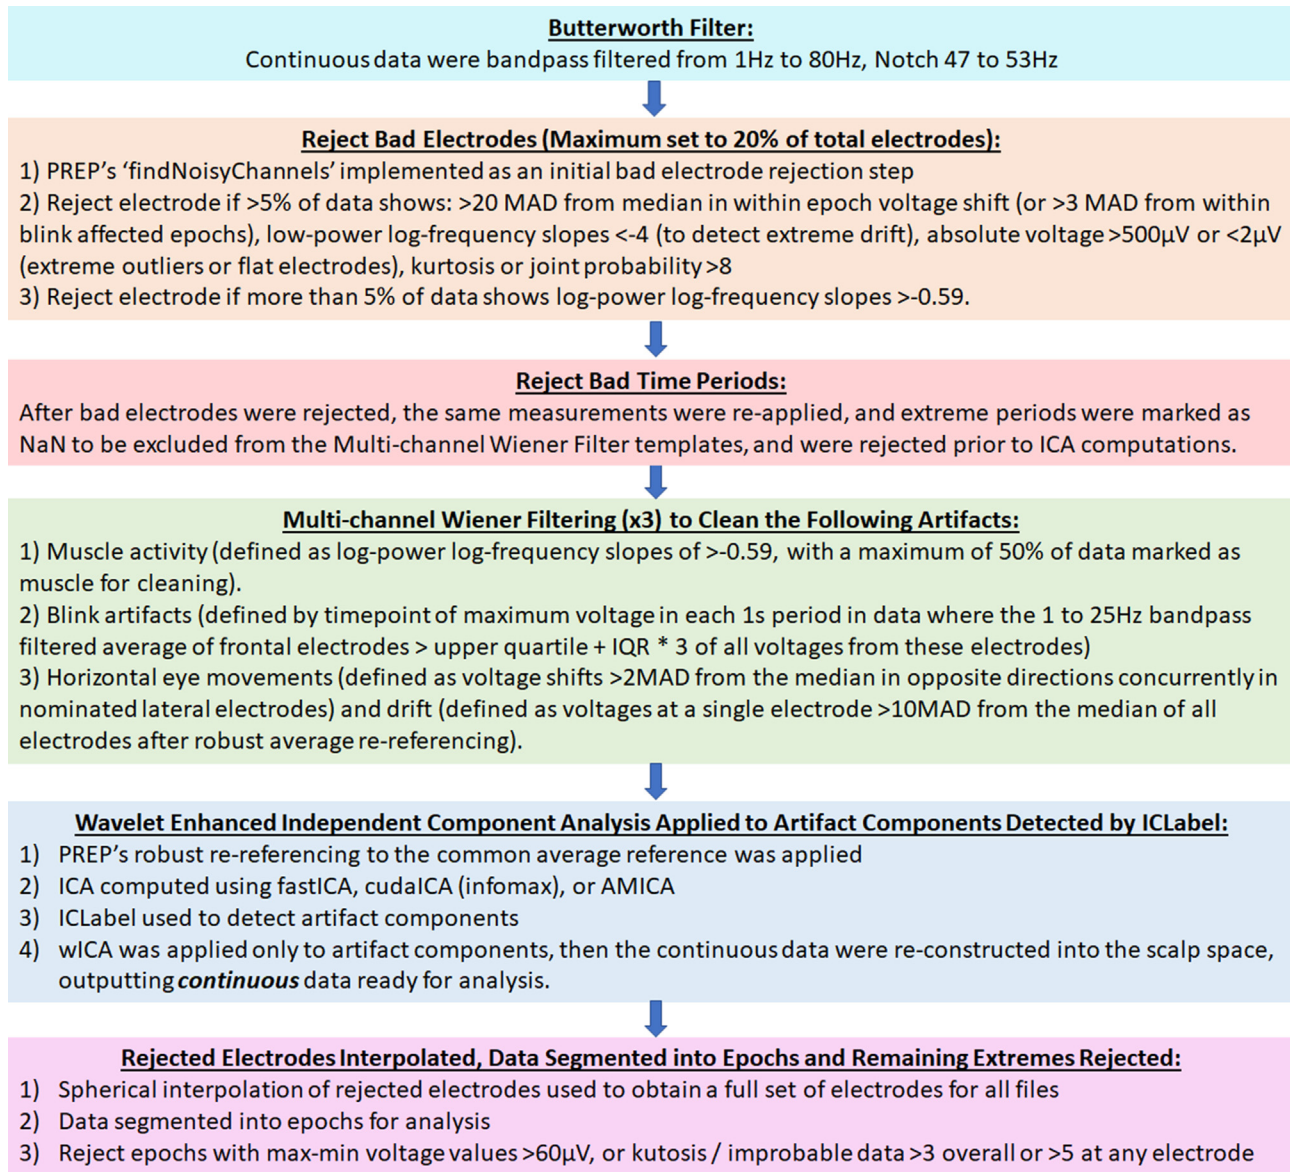 Butterworth Filter:
Continuous data were bandpass filtered from 1Hz to 80Hz, Notch 47 to 53Hz
Reject Bad Electrodes (Maximum set to 20% of total electrodes):
1) PREP's 'findNoisyChannels' implemented as an initial bad electrode rejection step
2) Reject electrode if >5% of data shows: >20 MAD from median in within epoch voltage shift (or >3 MAD from within
blink affected epochs), low-power log-frequency slopes <-4 (to detect extreme drift), absolute voltage >500µV or <2µV
(extreme outliers or flat electrodes), kurtosis or joint probability >8
3) Reject electrode if more than 5% of data shows log-power log-frequency slopes >-0.59.
Reject Bad Time Periods:
After bad electrodes were rejected, the same measurements were re-applied, and extreme periods were marked as
NaN to be excluded from the Multi-channel Wiener Filter templates, and were rejected prior to ICA computations.
Multi-channel Wiener Filtering (x3) to Clean the Following Artifacts:
1) Muscle activity (defined as log-power log-frequency slopes of >-0.59, with a maximum of 50% of data marked as
muscle for cleaning).
2) Blink artifacts (defined by timepoint of maximum voltage in each 1s period in data where the 1 to 25Hz bandpass
filtered average of frontal electrodes > upper quartile + IQR * 3 of all voltages from these electrodes)
3) Horizontal eye movements (defined as voltage shifts >2MAD from the median in opposite directions concurrently in
nominated lateral electrodes) and drift (defined as voltages at a single electrode >10MAD from the median of all
electrodes after robust average re-referencing).
Wavelet Enhanced Independent Component Analysis Applied to Artifact Components Detected by ICLabel:
1) PREP's robust re-referencing to the common average reference was applied
2) ICA computed using fastICA, cudaICA (infomax), or AMICA
3) ICLabel used to detect artifact components
4) wICA was applied only to artifact components, then the continuous data were re-constructed into the scalp space,
outputting continuous data ready for analysis.
Rejected Electrodes Interpolated, Data Segmented into Epochs and Remaining Extremes Rejected:
1) Spherical interpolation of rejected electrodes used to obtain a full set of electrodes for all files
2) Data segmented into epochs for analysis
3) Reject epochs with max-min voltage values >60µV, or kutosis / improbable data >3 overall or >5 at any electrode